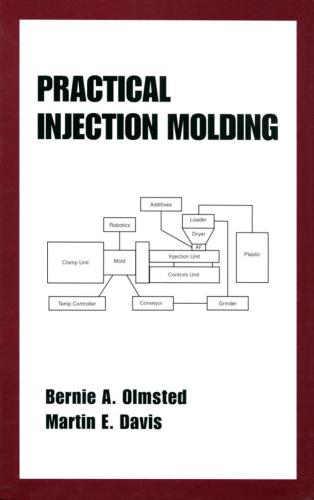 PRACTICAL
INJECTION MOLDING
Additives
Loader
Robotics
Dryer
AF
Clamp Unit
Mold
Injection Unit
Plastic
Controls Unit
Temp Controller
Conveyor
Grinder
Bernie A. Olmsted
Martin E. Davis